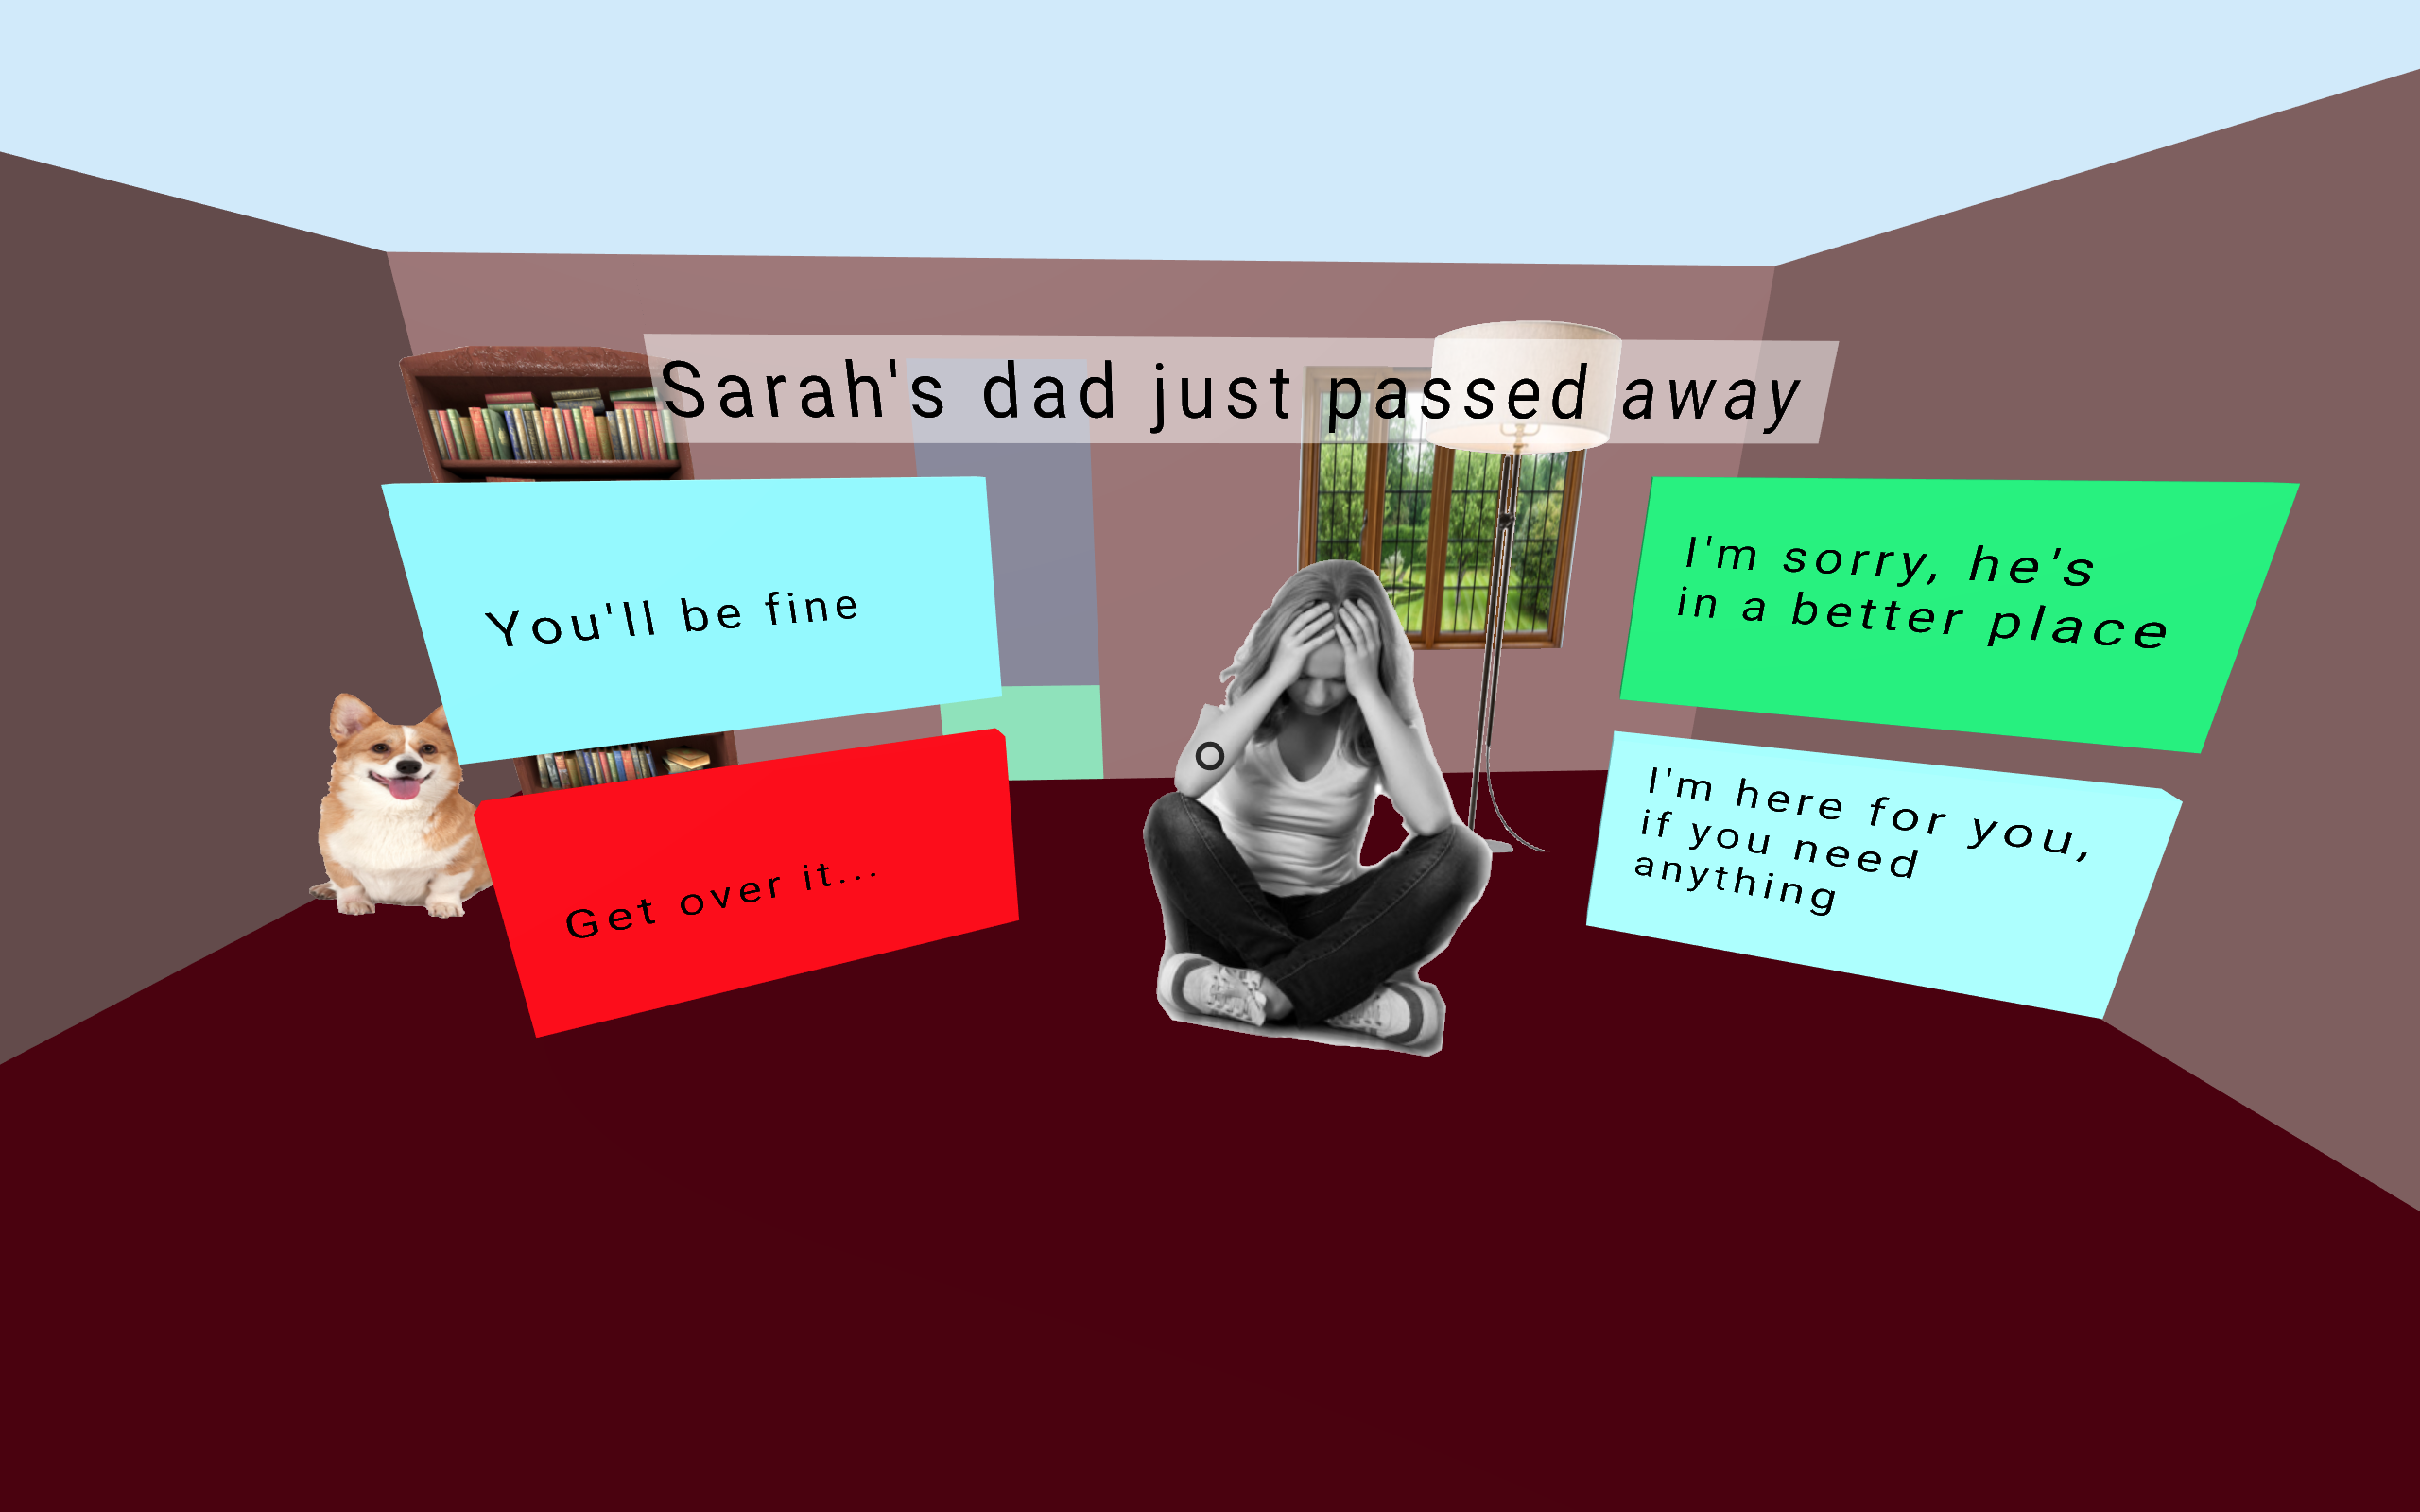 Sarah's dad just passed away
You'll be fine
Get over it...
I'm sorry, he's
in a better place
I'm here for you,
if you need
anything